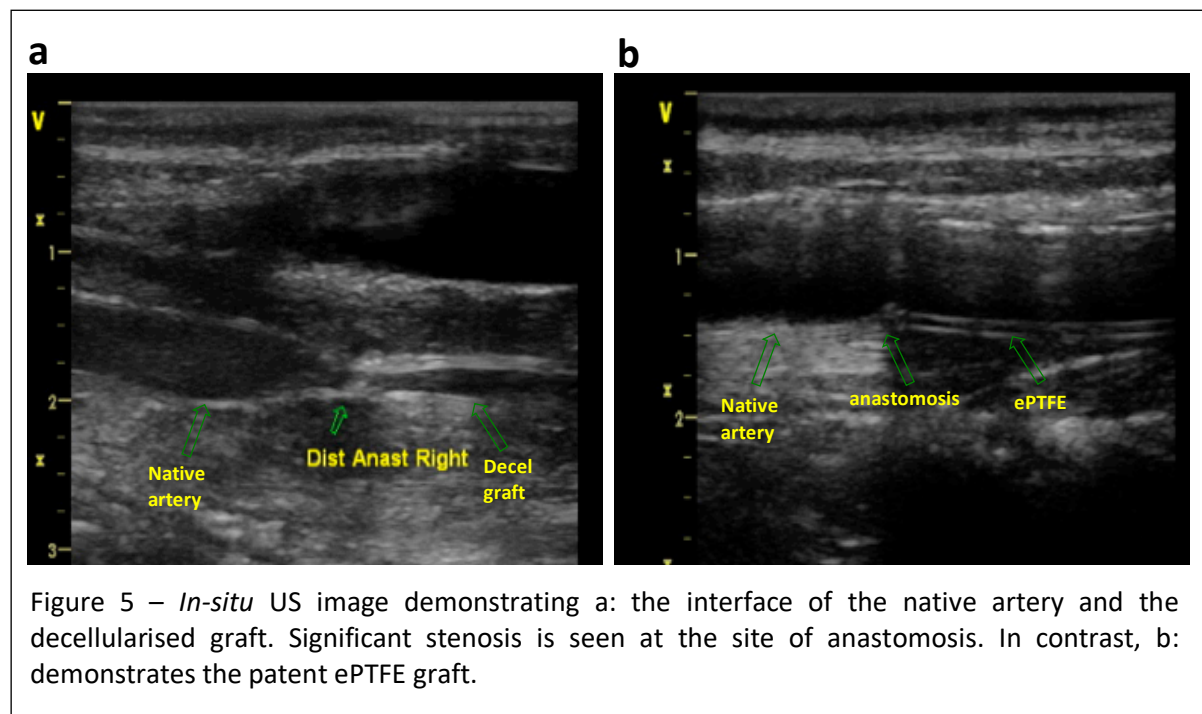 a
b
V
1
2
3
Native
artery
Dist Anast Right
Decel
graft
V
1
2
Native
artery
anastomosis
ePTFE
Figure 5 – In-situ US image demonstrating a: the interface of the native artery and the
decellularised graft. Significant stenosis is seen at the site of anastomosis. In contrast, b:
demonstrates the patent ePTFE graft.